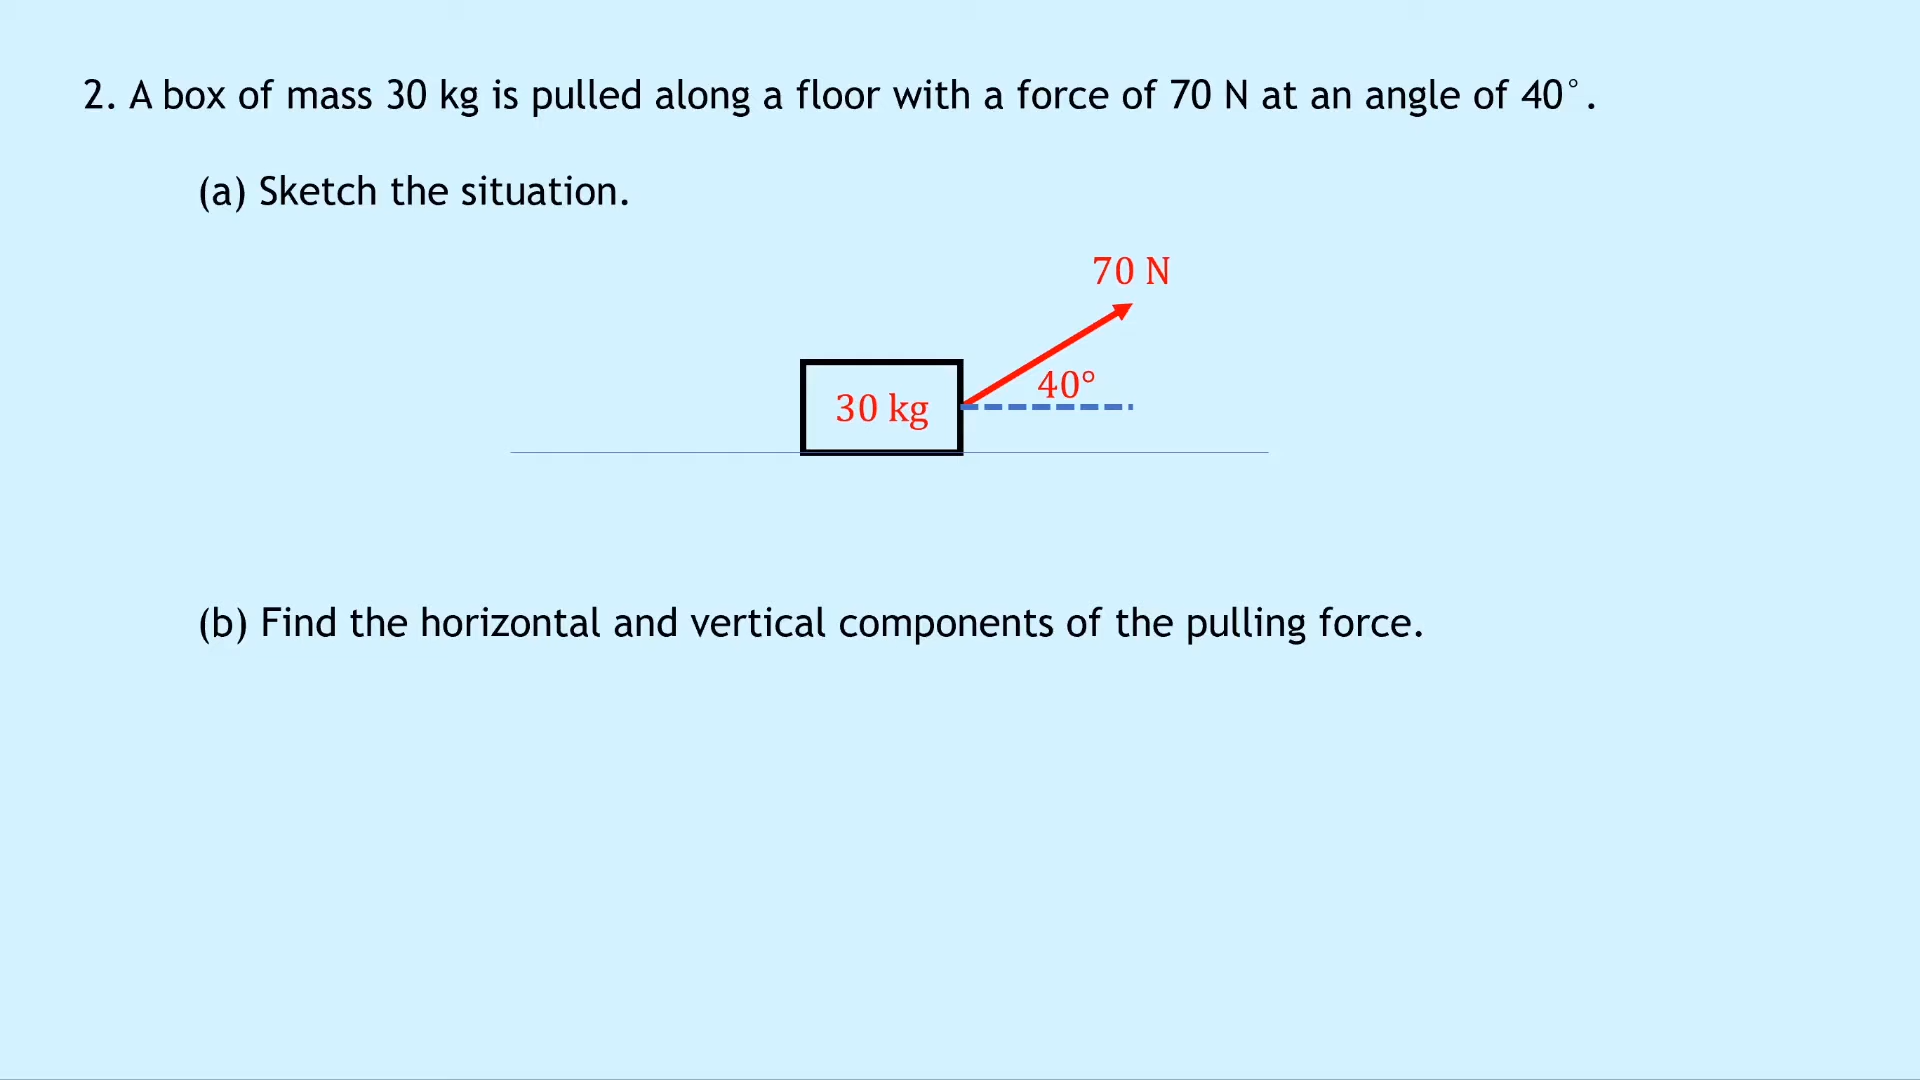 2. A box of mass 30 kg is pulled along a floor with a force of 70 N at an angle of 40°.
(a) Sketch the situation.
70 N
40°
30 kg
(b) Find the horizontal and vertical components of the pulling force.